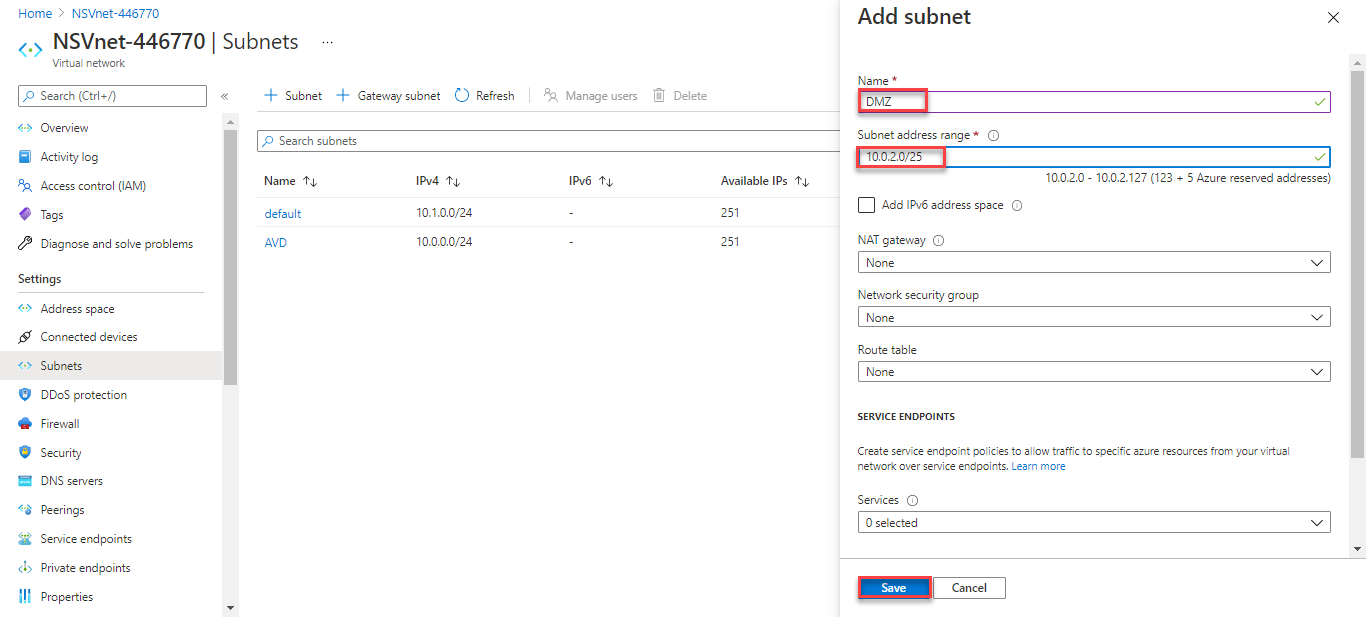 Home > NSVnet-446770
NSVnet-446770 | Subnets ...
Virtual network
Search (Ctrl+/) «
Overview
Activity log
Access control (IAM)
Tags
Diagnose and solve problems
Settings
Address space
Connected devices
Subnets
DDoS protection
Firewall
Security
DNS servers
Peerings
Service endpoints
Private endpoints
Properties
+ Subnet + Gateway subnet Refresh Manage users Delete
Search subnets
Name ↑↓ IPv4 ↑↓ IPv6 ↑↓ Available IPs ↑↓
default 10.1.0.0/24 - 251
AVD 10.0.0.0/24 - 251
Add subnet
Name *
DMZ
Subnet address range *
10.0.2.0/25
10.0.2.0 - 10.0.2.127 (123 + 5 Azure reserved addresses)
Add IPv6 address space
NAT gateway
None
Network security group
None
Route table
None
SERVICE ENDPOINTS
Create service endpoint policies to allow traffic to specific azure resources from your virtual
network over service endpoints. Learn more
Services
0 selected
Save Cancel